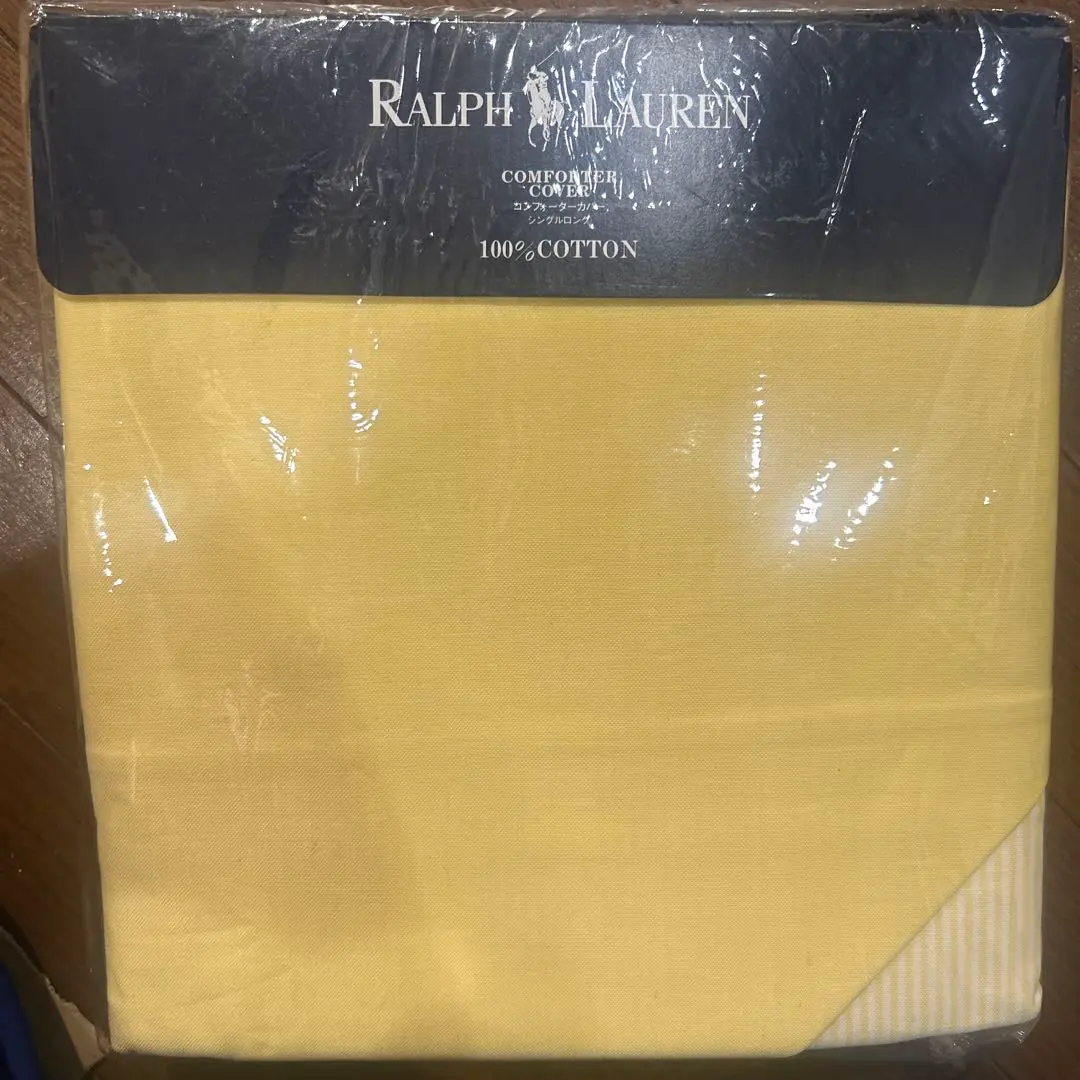 RALPH LAUREN
COMFORTER
COVER
コンフォーターカバー
シングルロング
100%COTTON